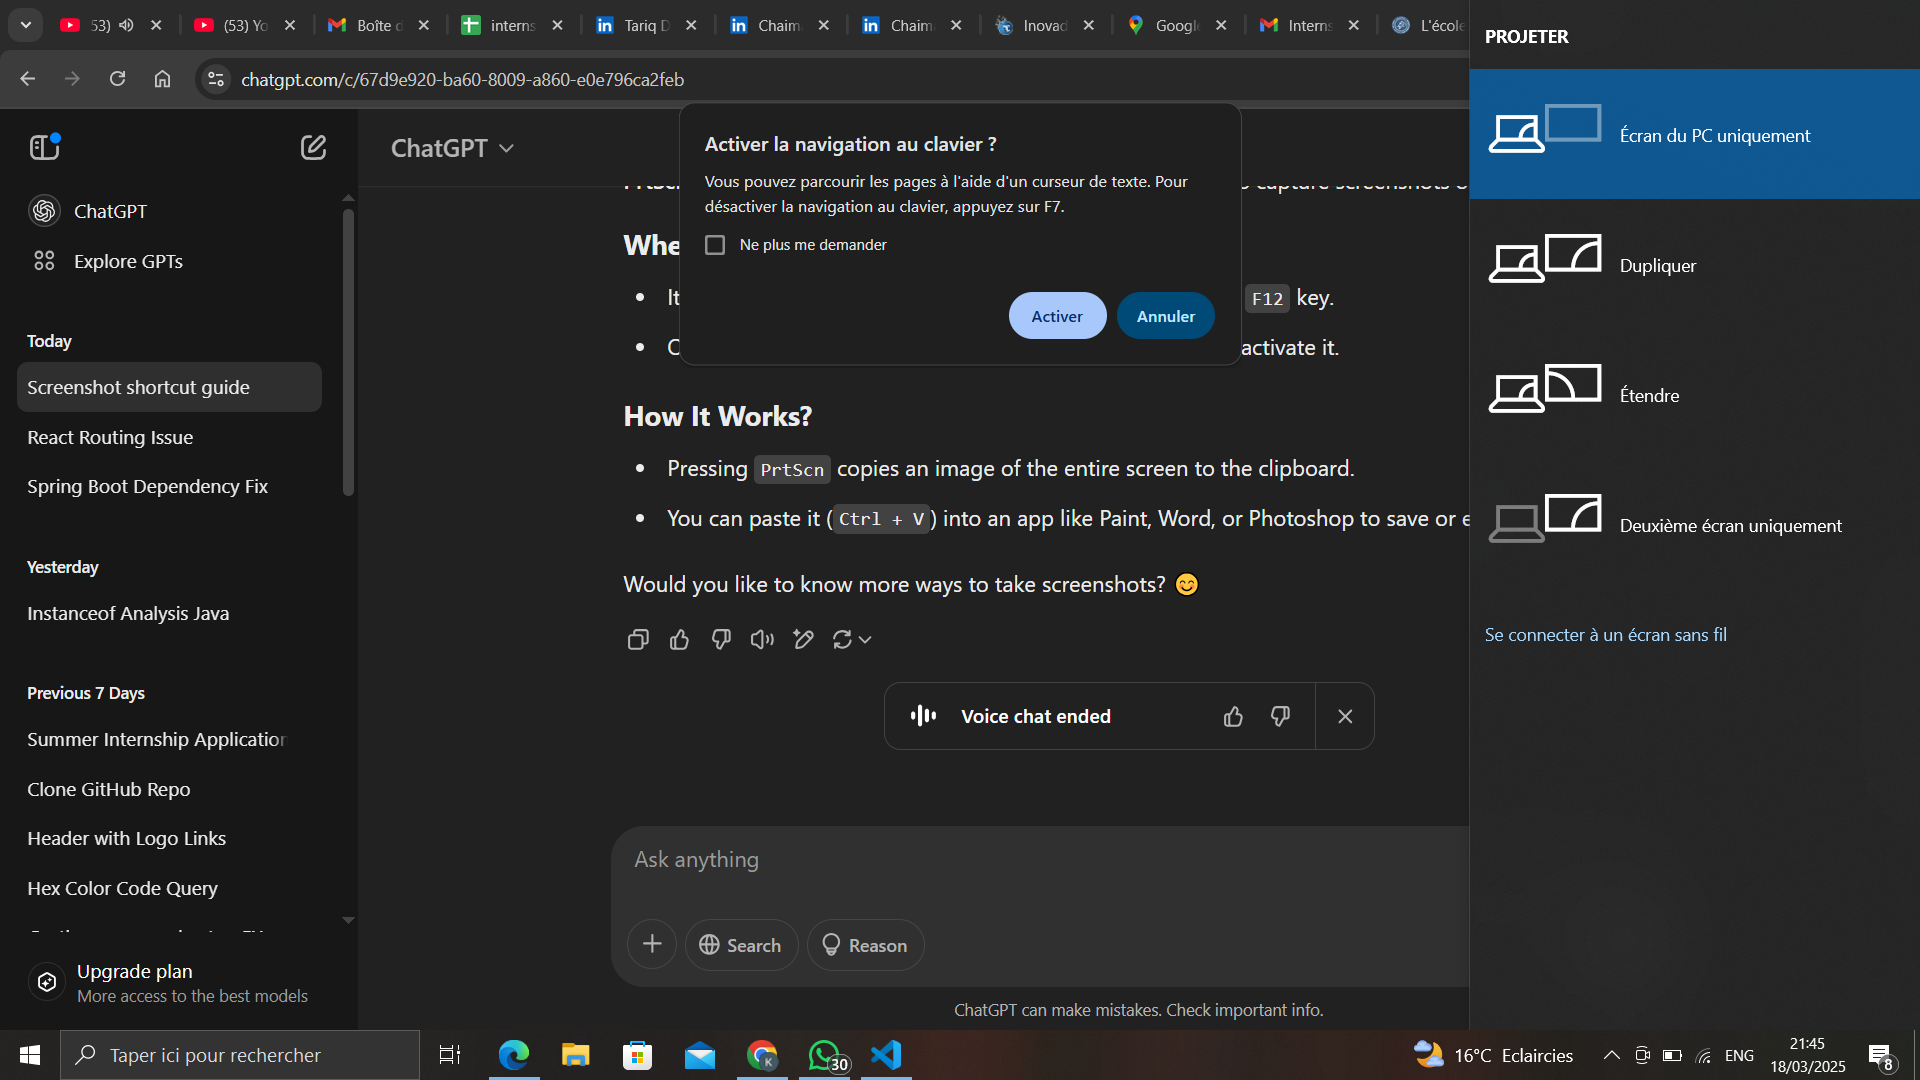 53)
(53) Yo
Boîte d
interns
Tariq D
Chaim
Chaim
Inovad
Google
Interns
L'école
chatgpt.com/c/67d9e920-ba60-8009-a860-e0e796ca2feb
ChatGPT
Explore GPTs
Today
Screenshot shortcut guide
React Routing Issue
Spring Boot Dependency Fix
Yesterday
Instanceof Analysis Java
Previous 7 Days
Summer Internship Application
Clone GitHub Repo
Header with Logo Links
Hex Color Code Query
Upgrade plan
More access to the best models
ChatGPT
capture screenshots
Whe
It
F12 key.
activate it.
How It Works?
Pressing PrtScn copies an image of the entire screen to the clipboard.
You can paste it (Ctrl + V) into an app like Paint, Word, or Photoshop to save or e
Would you like to know more ways to take screenshots? 😊
Voice chat ended
Ask anything
Search
Reason
ChatGPT can make mistakes. Check important info.
Activer la navigation au clavier ?
Vous pouvez parcourir les pages à l'aide d'un curseur de texte. Pour
désactiver la navigation au clavier, appuyez sur F7.
Ne plus me demander
Activer
Annuler
PROJETER
Écran du PC uniquement
Dupliquer
Étendre
Deuxième écran uniquement
Se connecter à un écran sans fil
Taper ici pour rechercher
K
30
16°C Eclaircies
ENG
21:45
18/03/2025
8